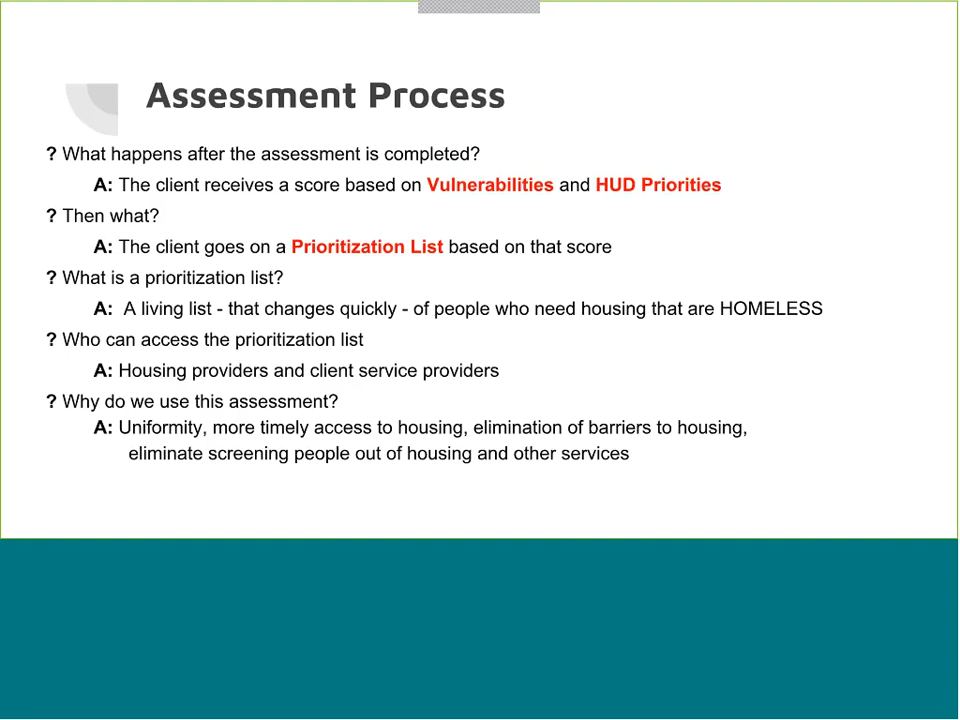 Assessment Process
? What happens after the assessment is completed?
A: The client receives a score based on Vulnerabilities and HUD Priorities
? Then what?
A: The client goes on a Prioritization List based on that score
? What is a prioritization list?
A: A living list - that changes quickly - of people who need housing that are HOMELESS
? Who can access the prioritization list
A: Housing providers and client service providers
? Why do we use this assessment?
A: Uniformity, more timely access to housing, elimination of barriers to housing,
eliminate screening people out of housing and other services